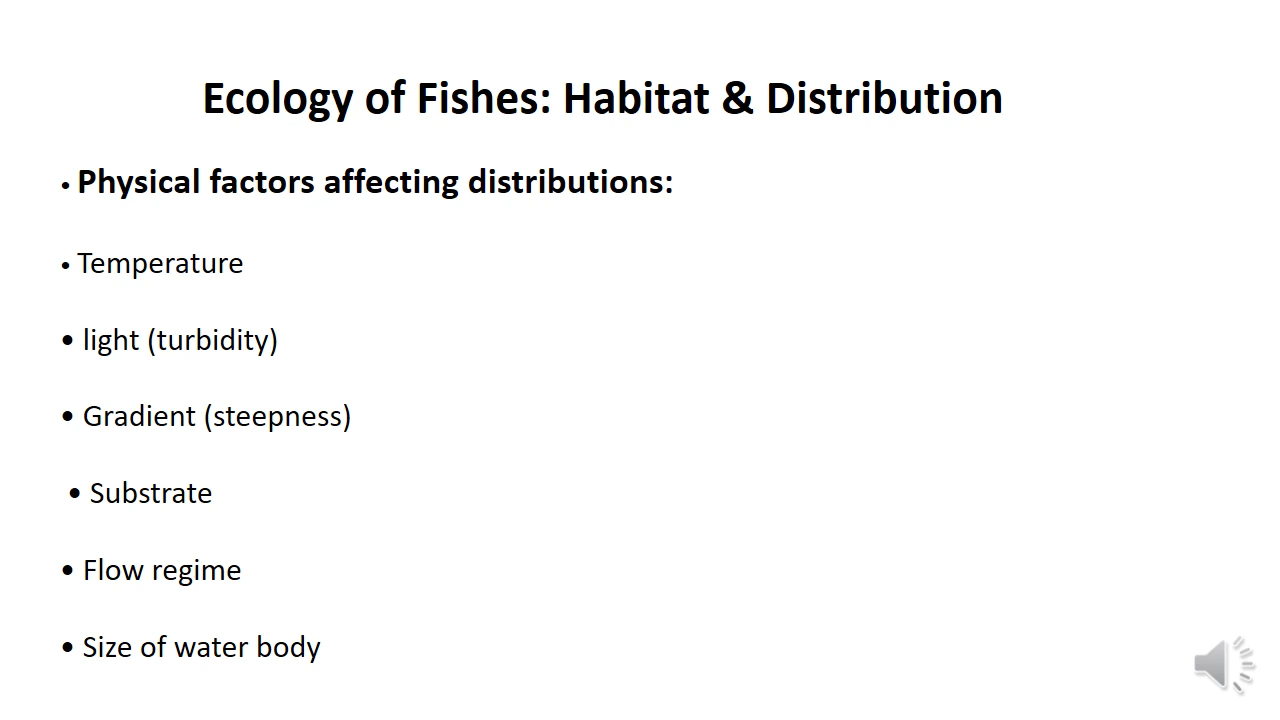 Ecology of Fishes: Habitat & Distribution
• Physical factors affecting distributions:
• Temperature
• light (turbidity)
• Gradient (steepness)
• Substrate
• Flow regime
• Size of water body